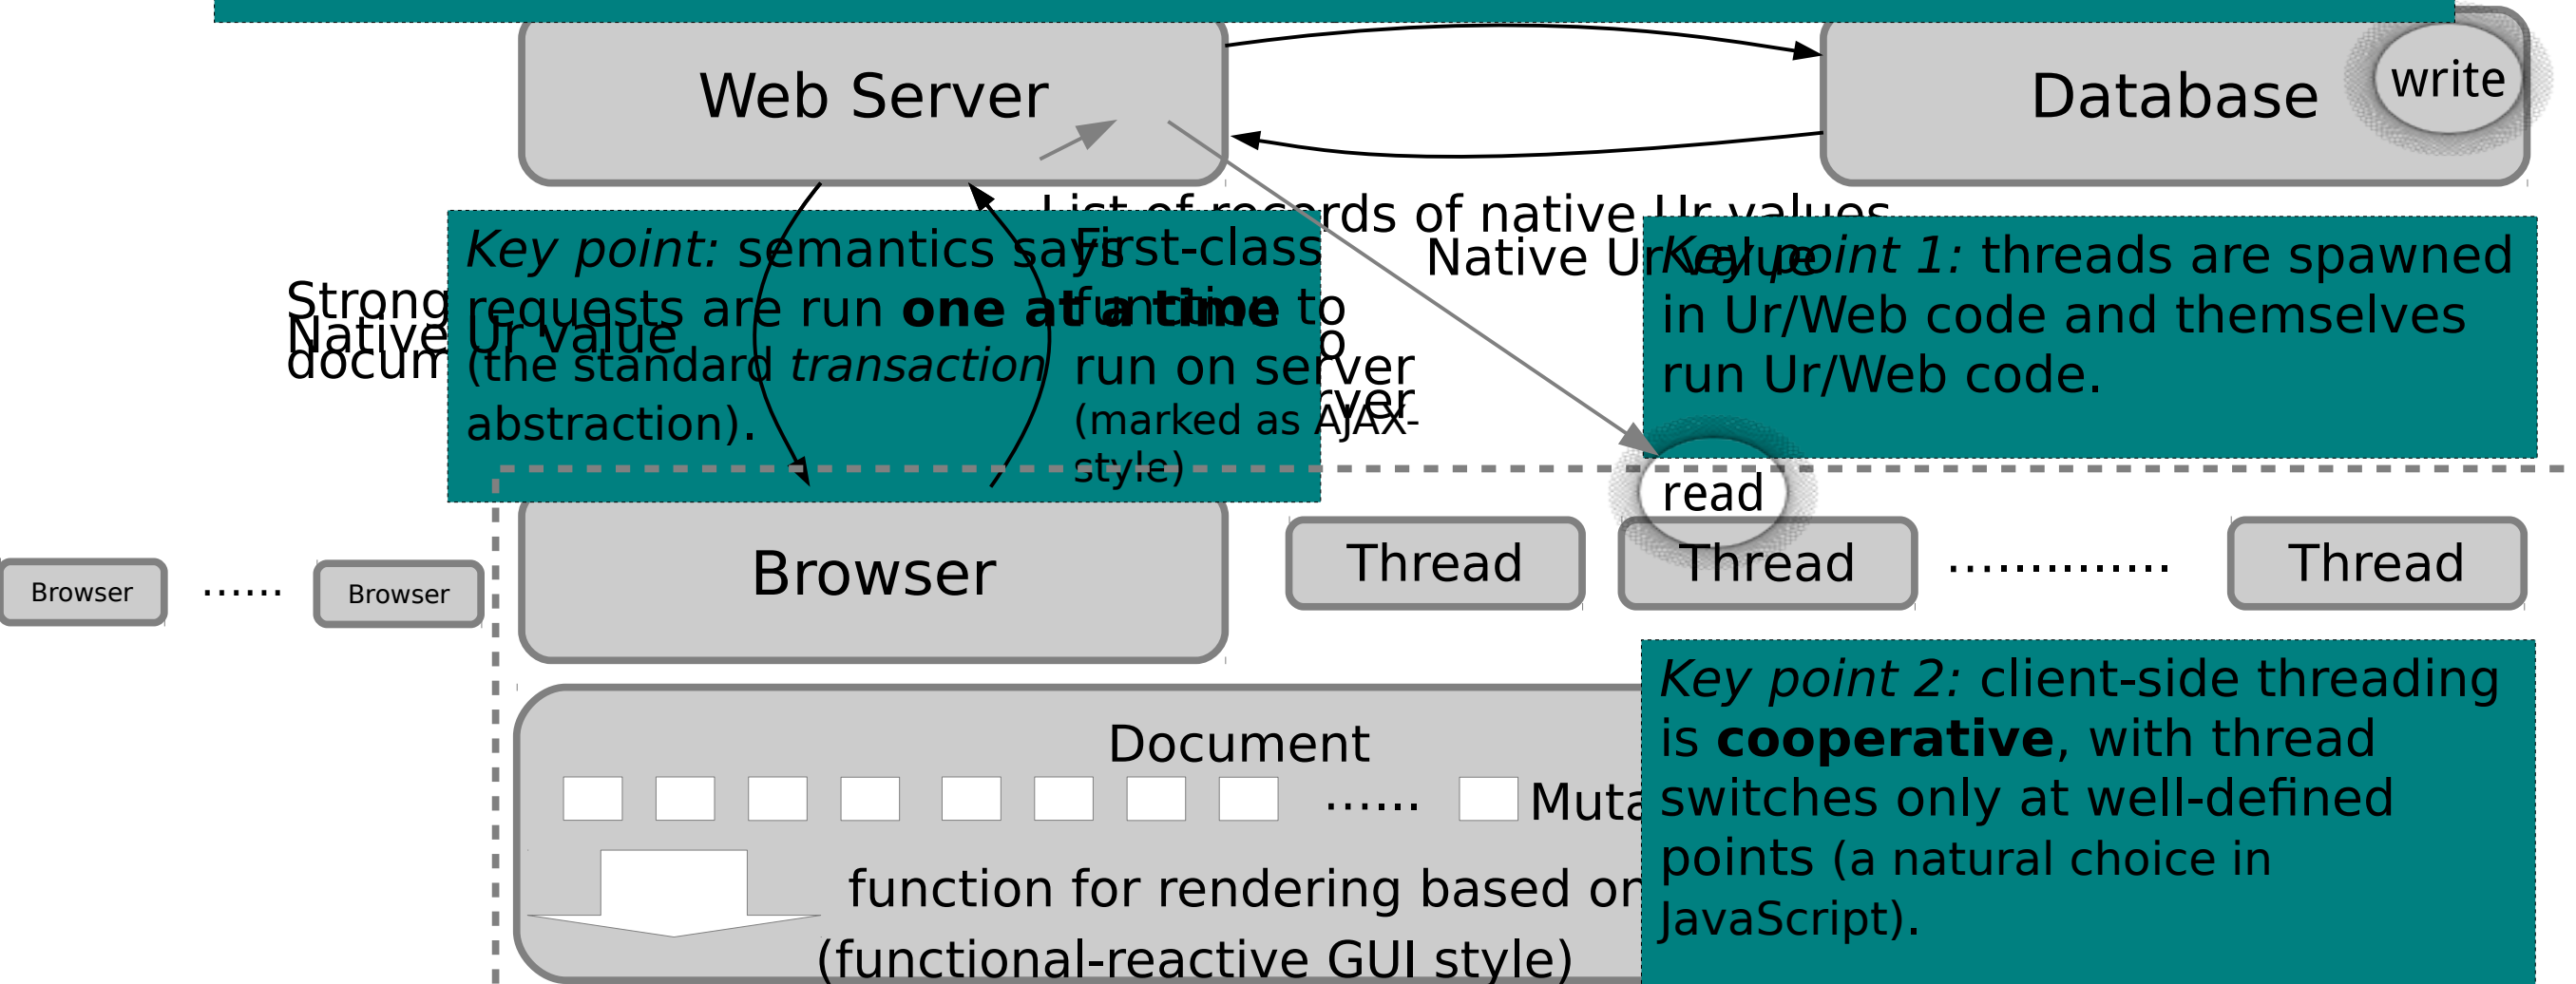 Web Server
Database
write
List of records of native Ur values
Native Ur value
Key point: semantics says
requests are run one at a time
(the standard transaction
abstraction).
First-class
function to
run on server
(marked as AJAX-
style)
Strong
Native Ur value
docum
Key point 1: threads are spawned
in Ur/Web code and themselves
run Ur/Web code.
read
Browser
......
Browser
Browser
Thread
Thread
..............
Thread
Document
......
Muta
function for rendering based on
(functional-reactive GUI style)
Key point 2: client-side threading
is cooperative, with thread
switches only at well-defined
points (a natural choice in
JavaScript).